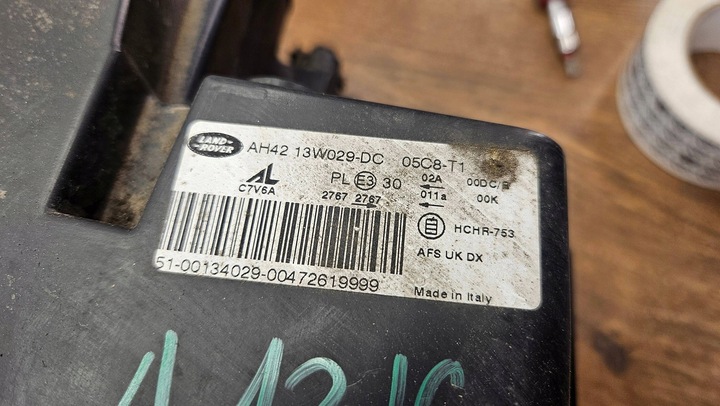 LAND-ROVER
AH42 13W029-DC 05C8-T1
PL E3 30 02A 00DC/E
AL 2767 2767 011a 00K
C7V6A
HCHR-753
AFS UK DX
51-00134029-00472619999
Made in Italy